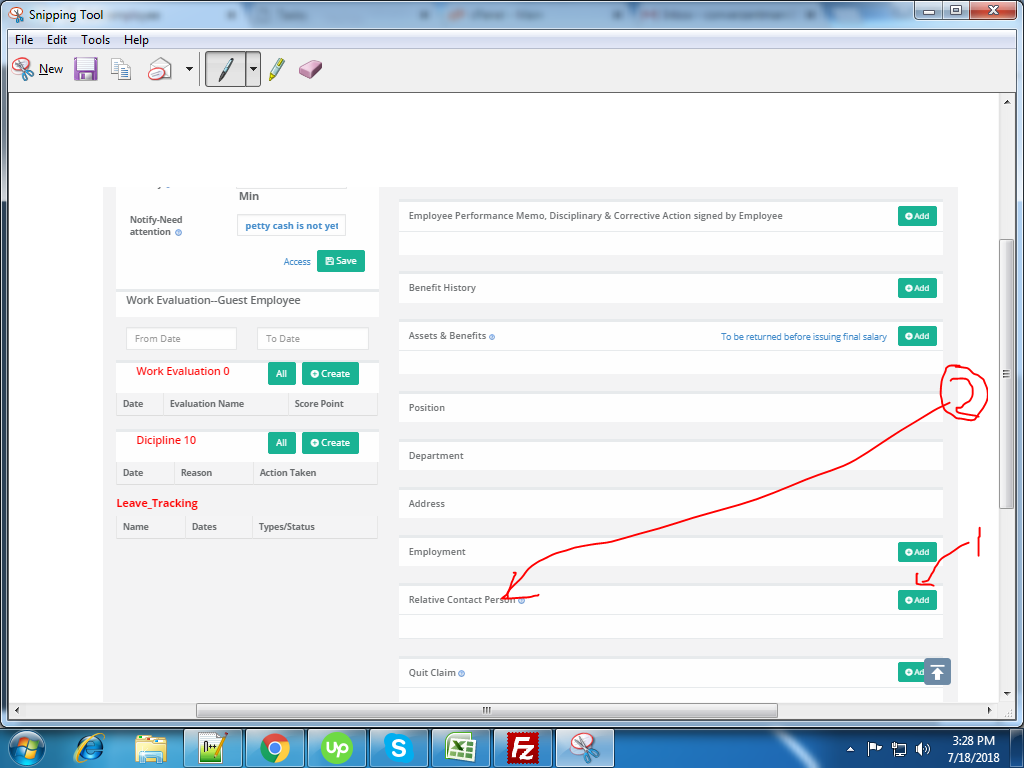 Snipping Tool
File Edit Tools Help
New
Min
Notify-Need
attention
petty cash is not yet
Access Save
Work Evaluation--Guest Employee
From Date To Date
Work Evaluation 0 All Create
Date Evaluation Name Score Point
Dicipline 10 All Create
Date Reason Action Taken
Leave_Tracking
Name Dates Types/Status
Employee Performance Memo, Disciplinary & Corrective Action signed by Employee Add
Benefit History Add
Assets & Benefits To be returned before issuing final salary Add
2
Position
Department
Address
1
Employment Add
Relative Contact Person Add
Quit Claim Add
n++ Up S Fz
3:28 PM
7/18/2018